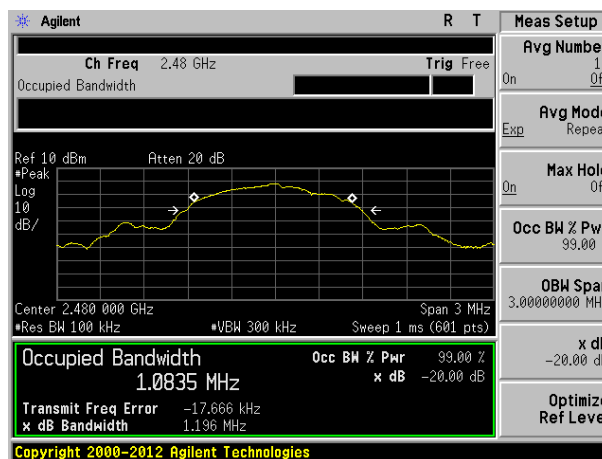 Agilent R T
Meas Setup
Ch Freq 2.48 GHz Trig Free
Occupied Bandwidth
Ref 10 dBm Atten 20 dB
#Peak
Log
10
dB/
Center 2.480 000 GHz Span 3 MHz
#Res BW 100 kHz #VBW 300 kHz Sweep 1 ms (601 pts)
Occupied Bandwidth Occ BW % Pwr 99.00 %
1.0835 MHz x dB -20.00 dB
Transmit Freq Error -17.666 kHz
x dB Bandwidth 1.196 MHz
Copyright 2000-2012 Agilent Technologies
Avg Numbe
1
On Of
Avg Mod
Exp Repea
Max Hol
On Of
Occ BW % Pw
99.00
OBW Spa
3.00000000 MH
x d
-20.00 d
Optimiz
Ref Leve